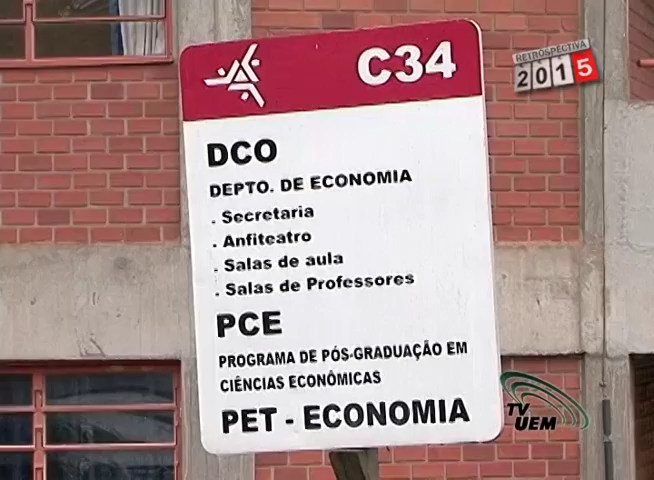 C34
RETROSPECTIVA
2015
DCO
DEPTO. DE ECONOMIA
. Secretaria
. Anfiteatro
. Salas de aula
. Salas de Professores
PCE
PROGRAMA DE PÓS-GRADUAÇÃO EM
CIÊNCIAS ECONÔMICAS
PET - ECONOMIA
TV
UEM